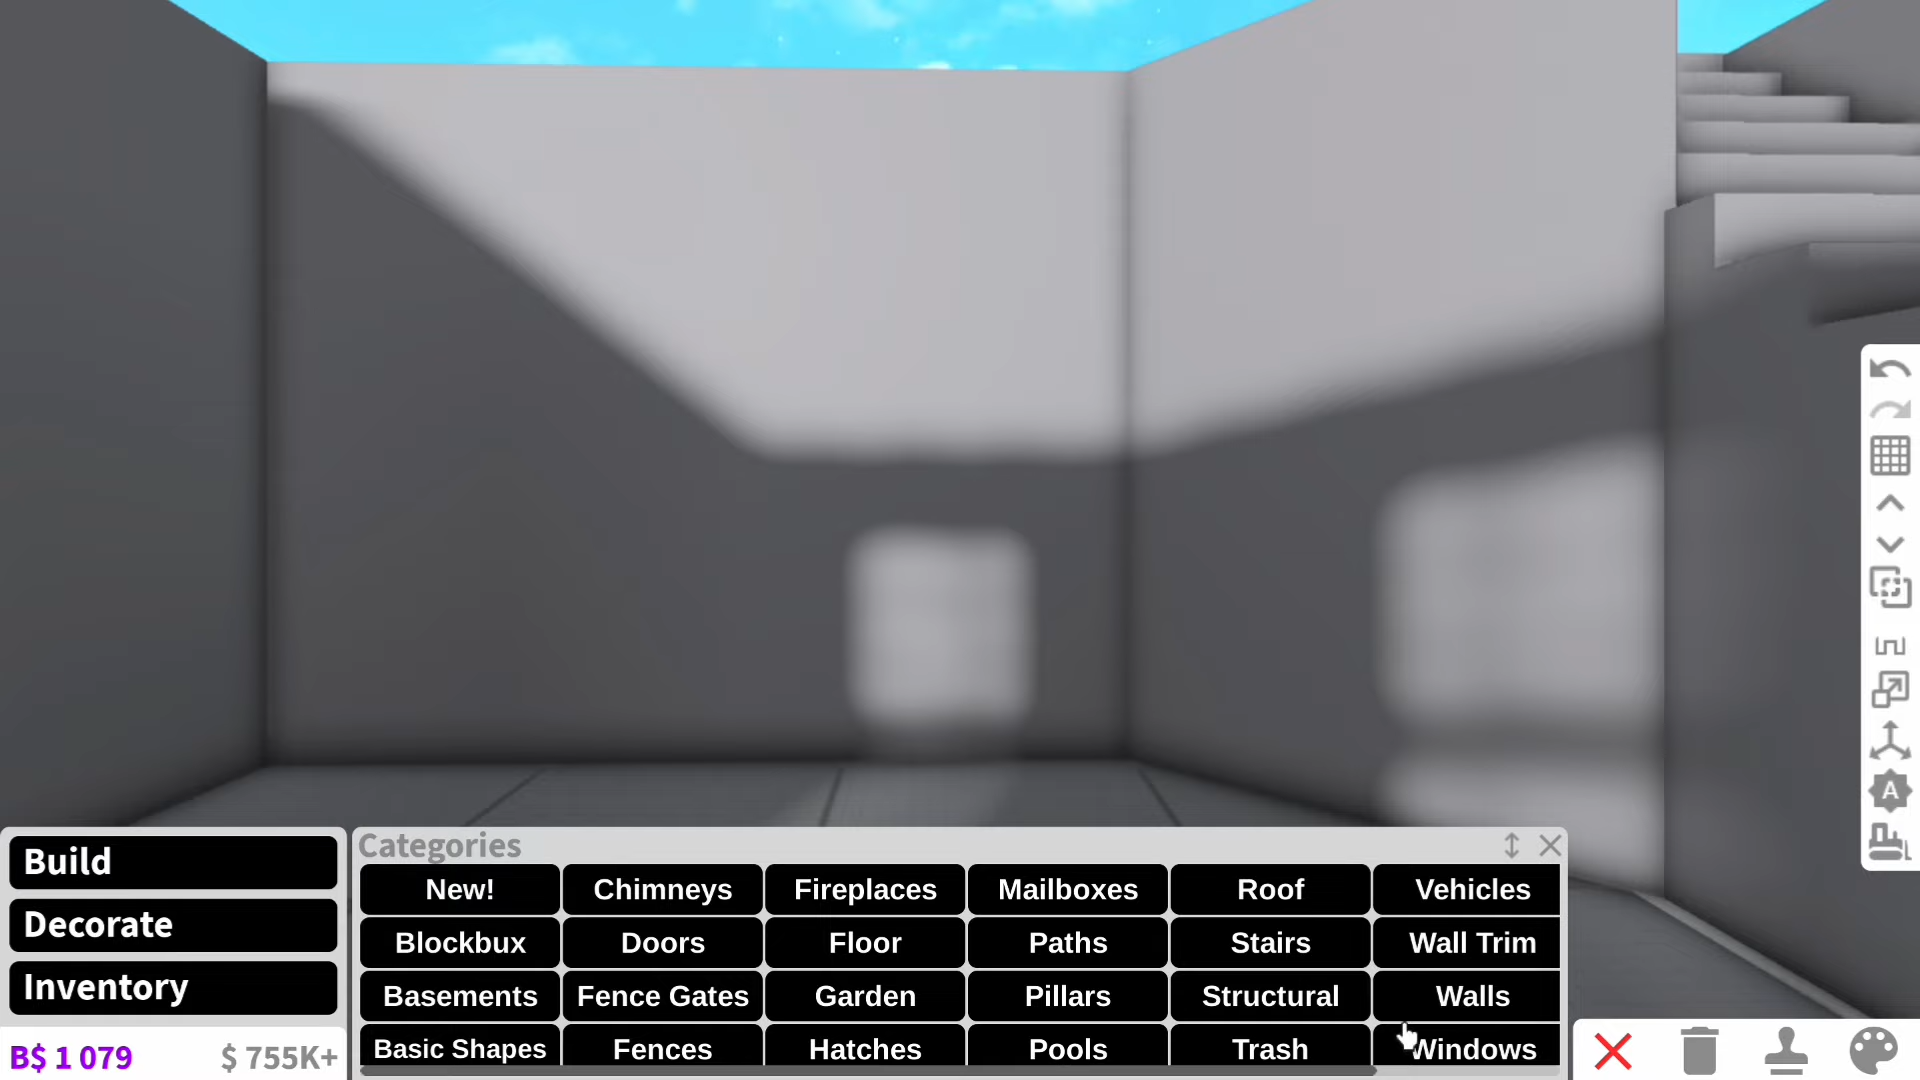 Build
Decorate
Inventory
B$ 1 079 $ 755K+
Categories
New! Chimneys Fireplaces Mailboxes Roof Vehicles
Blockbux Doors Floor Paths Stairs Wall Trim
Basements Fence Gates Garden Pillars Structural Walls
Basic Shapes Fences Hatches Pools Trash Windows
A